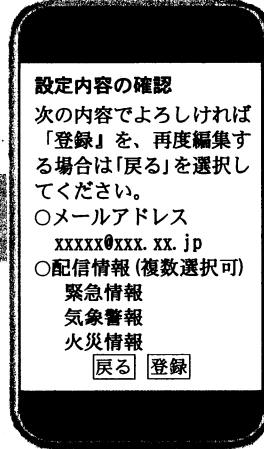 設定内容の確認
次の内容でよろしければ
「登録』を、再度編集す
る場合は「戻る」を選択し
てください。
○メールアドレス
xxxxx@xxx.xx.jp
○配信情報(複数選択可)
緊急情報
気象警報
火災情報
戻る 登録